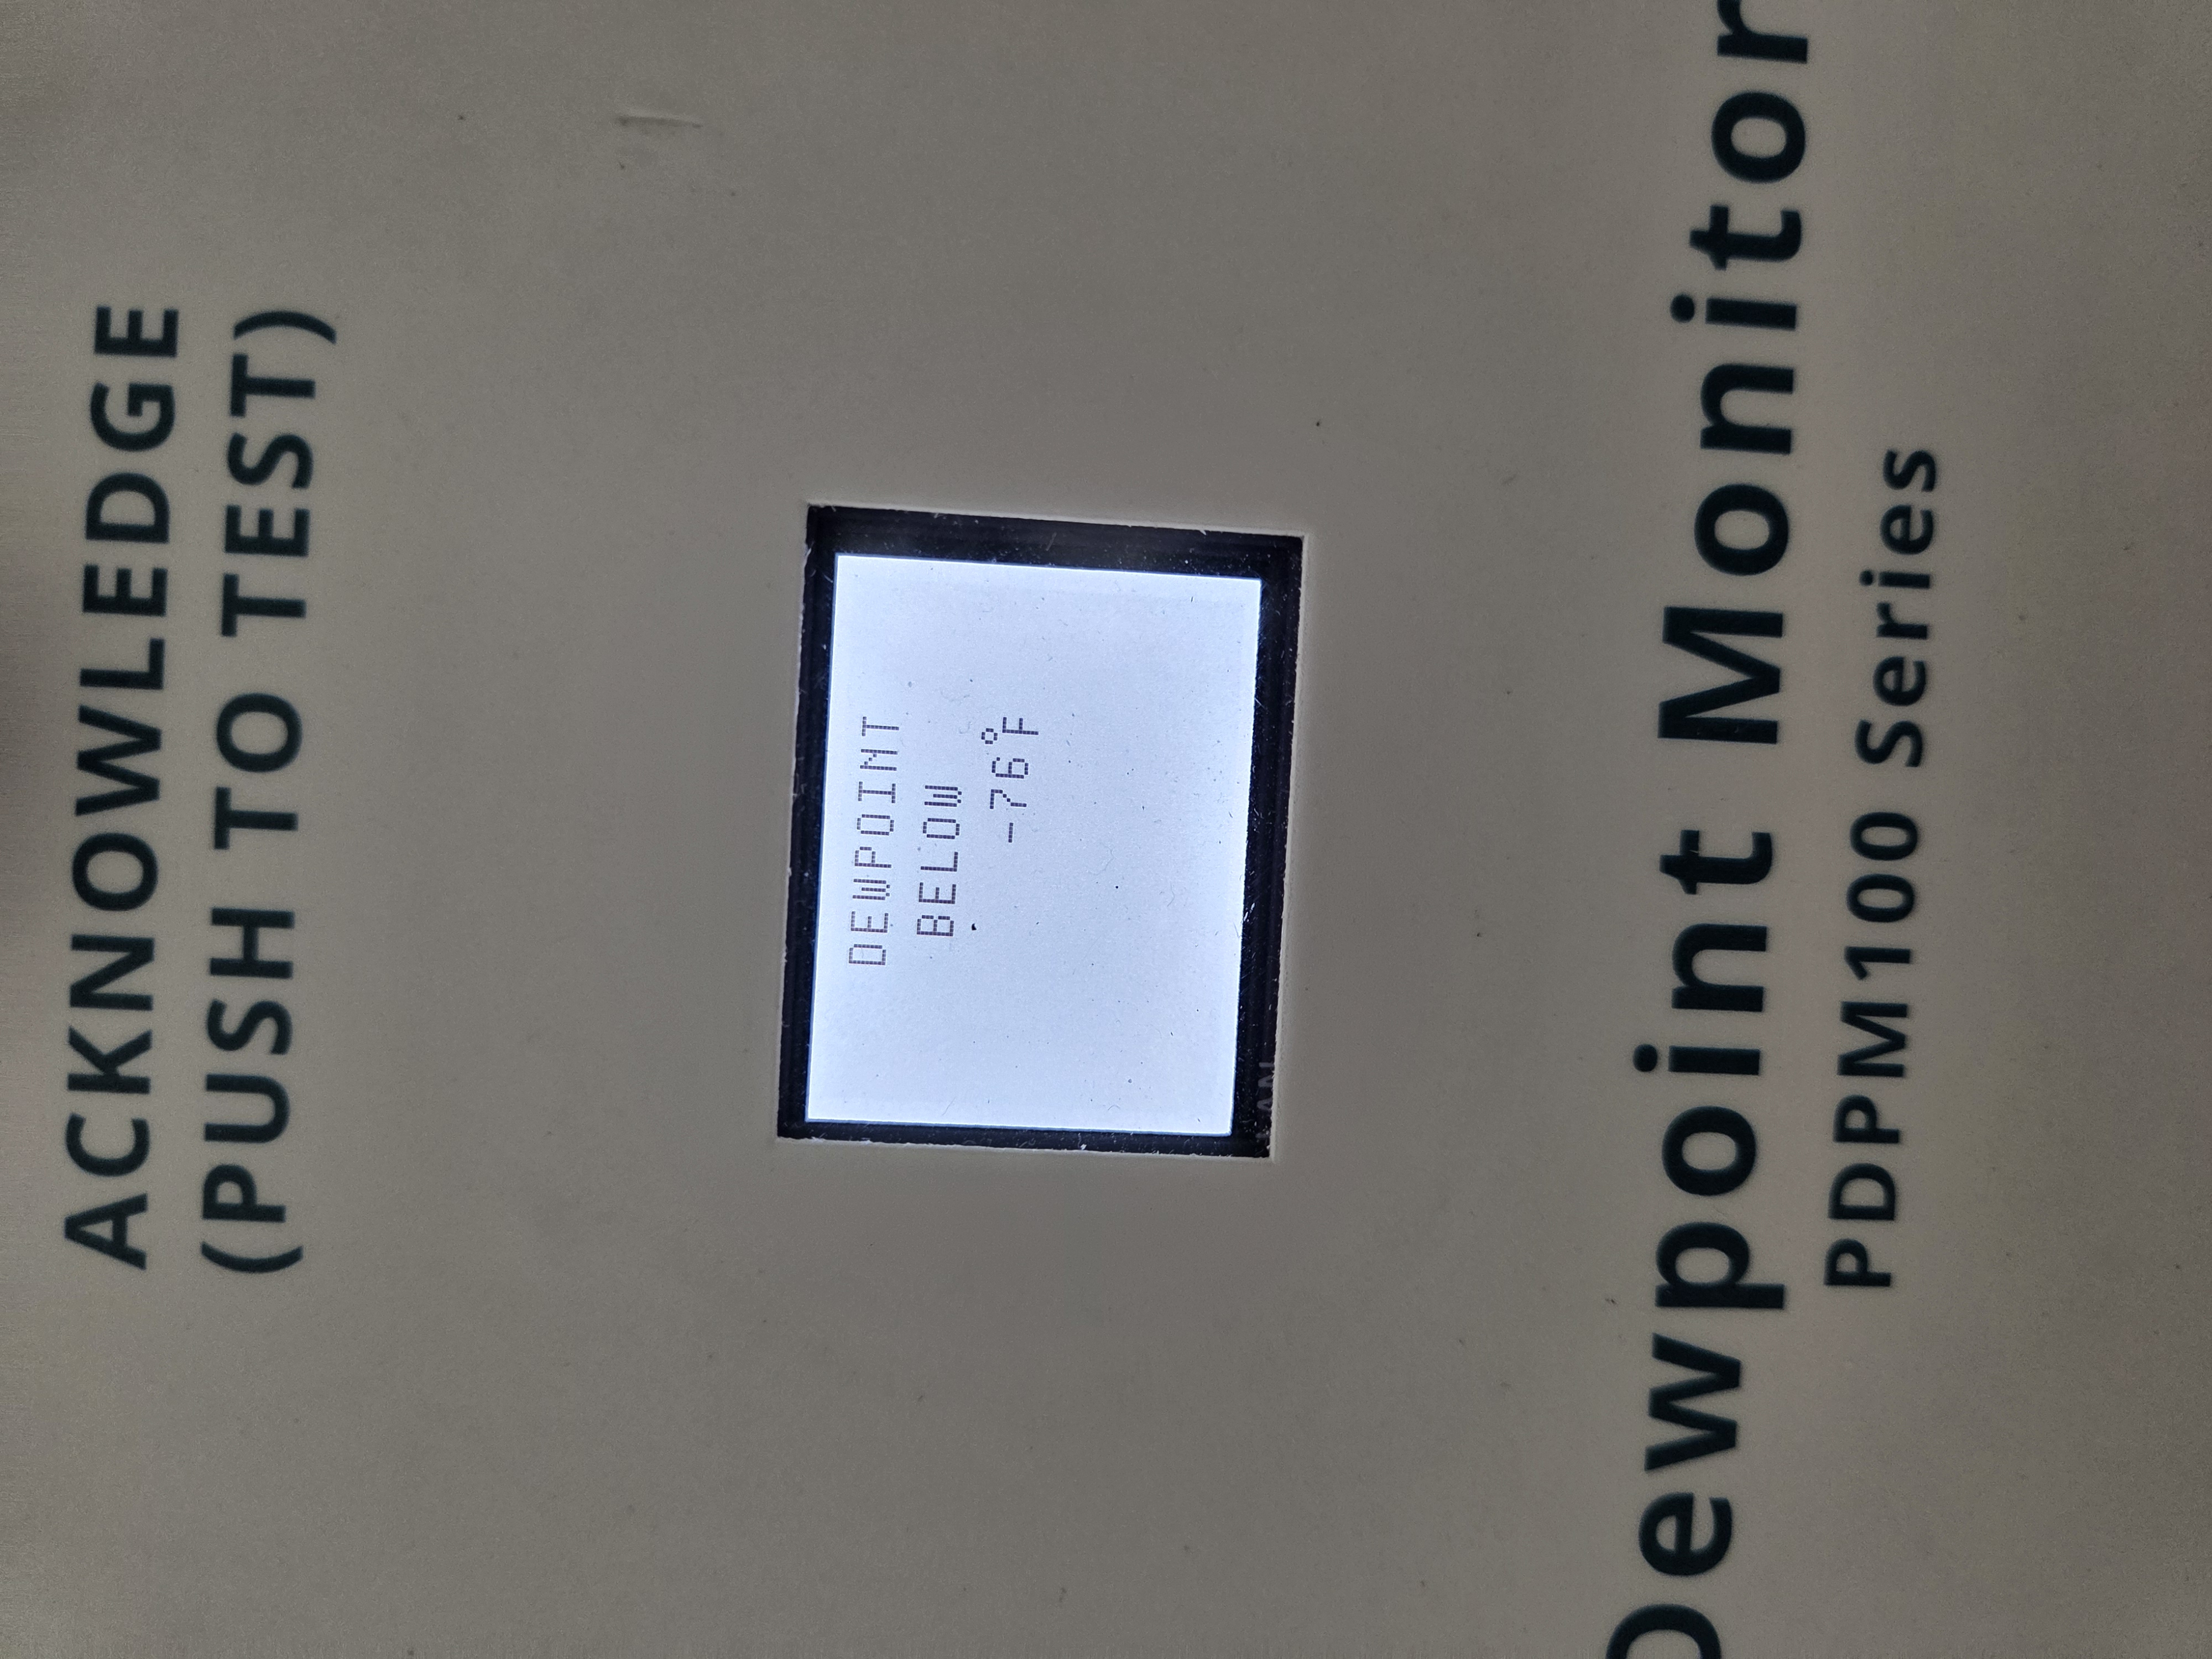 ACKNOWLEDGE
(PUSH TO TEST)
DEWPOINT
BELOW
-76°F
Dewpoint Monitor
PDPM100 Series